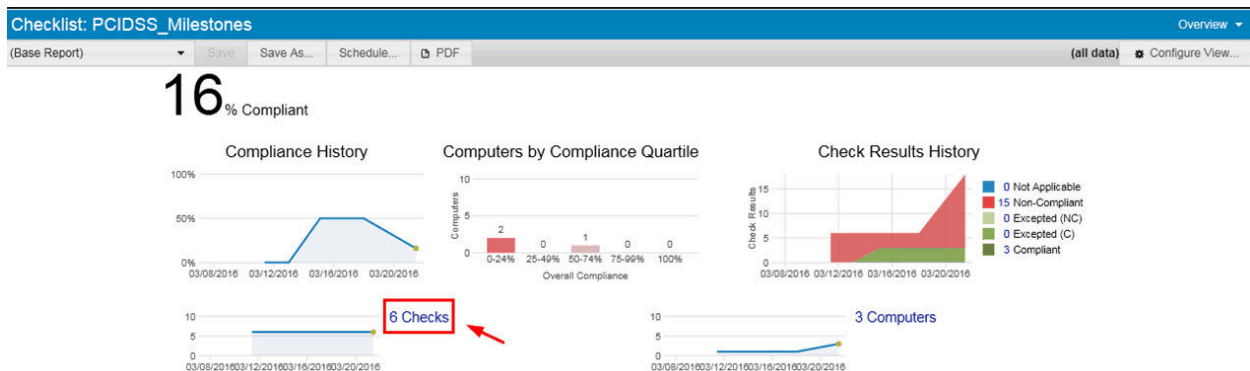 Checklist: PCIDSS_Milestones Overview
(Base Report) Save Save As... Schedule... PDF (all data) Configure View...
16% Compliant
Compliance History
100%
50%
0%
03/08/2016 03/12/2016 03/16/2016 03/20/2016
Computers by Compliance Quartile
Computers
10
5
0
2 0 1 0 0
0-24% 25-49% 50-74% 75-99% 100%
Overall Compliance
Check Results History
Check Results
15
10
5
0
03/08/2016 03/12/2016 03/16/2016 03/20/2016
0 Not Applicable
15 Non-Compliant
0 Excepted (NC)
0 Excepted (C)
3 Compliant
10
5
0
03/08/2016 03/12/2016 03/16/2016 03/20/2016
6 Checks
10
5
0
03/08/2016 03/12/2016 03/16/2016 03/20/2016
3 Computers